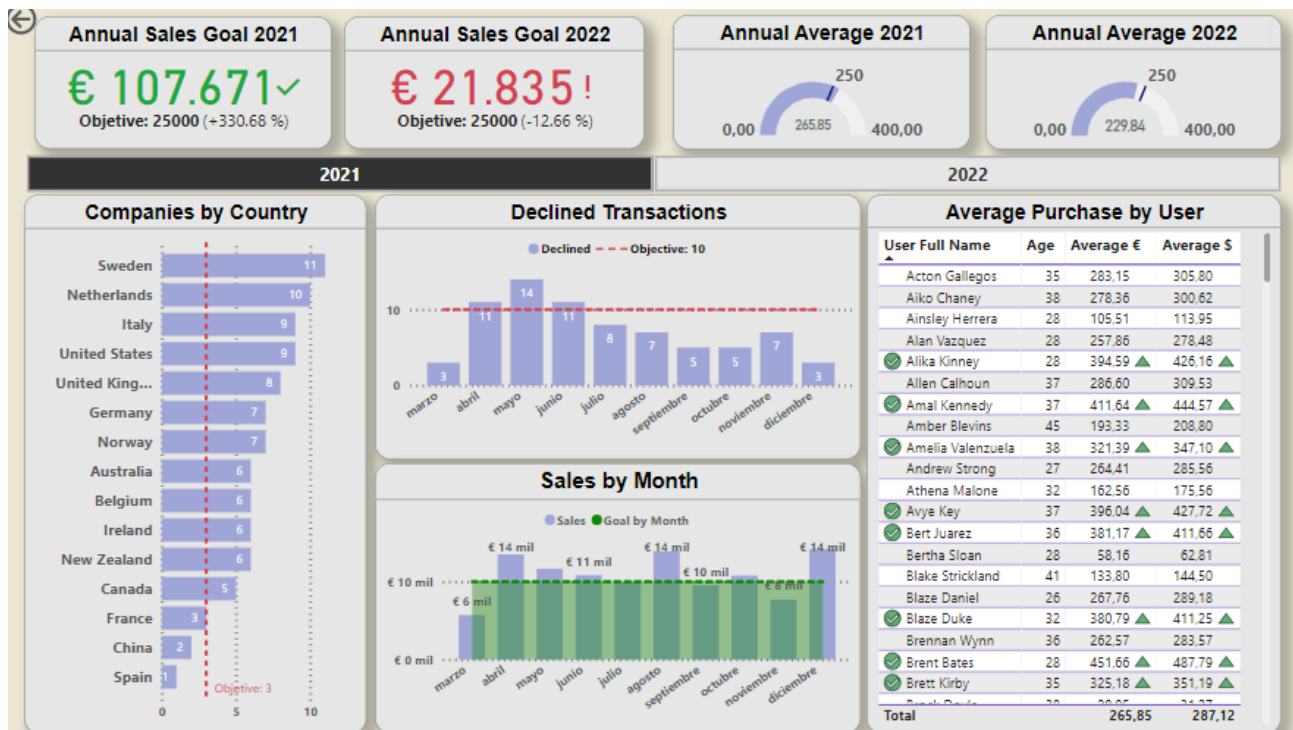 Annual Sales Goal 2021
€ 107.671
Objetive: 25000 (+330.68 %)
Annual Sales Goal 2022
€ 21.835!
Objetive: 25000 (-12.66 %)
Annual Average 2021
250
0,00
265,85
400,00
Annual Average 2022
250
0,00
229,84
400,00
2021
2022
Companies by Country
Sweden 11
Netherlands 10
Italy 9
United States 9
United King... 8
Germany 7
Norway 7
Australia 6
Belgium 6
Ireland 6
New Zealand 6
Canada 5
France 3
China 2
Spain 1
Objetive: 3
0 5 10
Declined Transactions
Declined Objective: 10
10
0
3 11 14 11 8 7 5 5 7 3
marzo abril mayo junio julio agosto septiembre octubre noviembre diciembre
Sales by Month
Sales Goal by Month
€ 14 mil € 11 mil € 14 mil € 10 mil € 14 mil
€ 10 mil
€ 6 mil € 8 mil
€ 0 mil
marzo abril mayo junio julio agosto septiembre octubre noviembre diciembre
Average Purchase by User
User Full Name Age Average € Average $
Acton Gallegos 35 283,15 305,80
Aiko Chaney 38 278,36 300,62
Ainsley Herrera 28 105,51 113,95
Alan Vazquez 28 257,86 278,48
Alika Kinney 28 394,59 426,16
Allen Calhoun 37 286,60 309,53
Amal Kennedy 37 411,64 444,57
Amber Blevins 45 193,33 208,80
Amelia Valenzuela 38 321,39 347,10
Andrew Strong 27 264,41 285,56
Athena Malone 32 162,56 175,56
Avye Key 37 396,04 427,72
Bert Juarez 36 381,17 411,66
Bertha Sloan 28 58,16 62,81
Blake Strickland 41 133,80 144,50
Blaze Daniel 26 267,76 289,18
Blaze Duke 32 380,79 411,25
Brennan Wynn 36 262,57 283,57
Brent Bates 28 451,66 487,79
Brett Kirby 35 325,18 351,19
Total 265,85 287,12